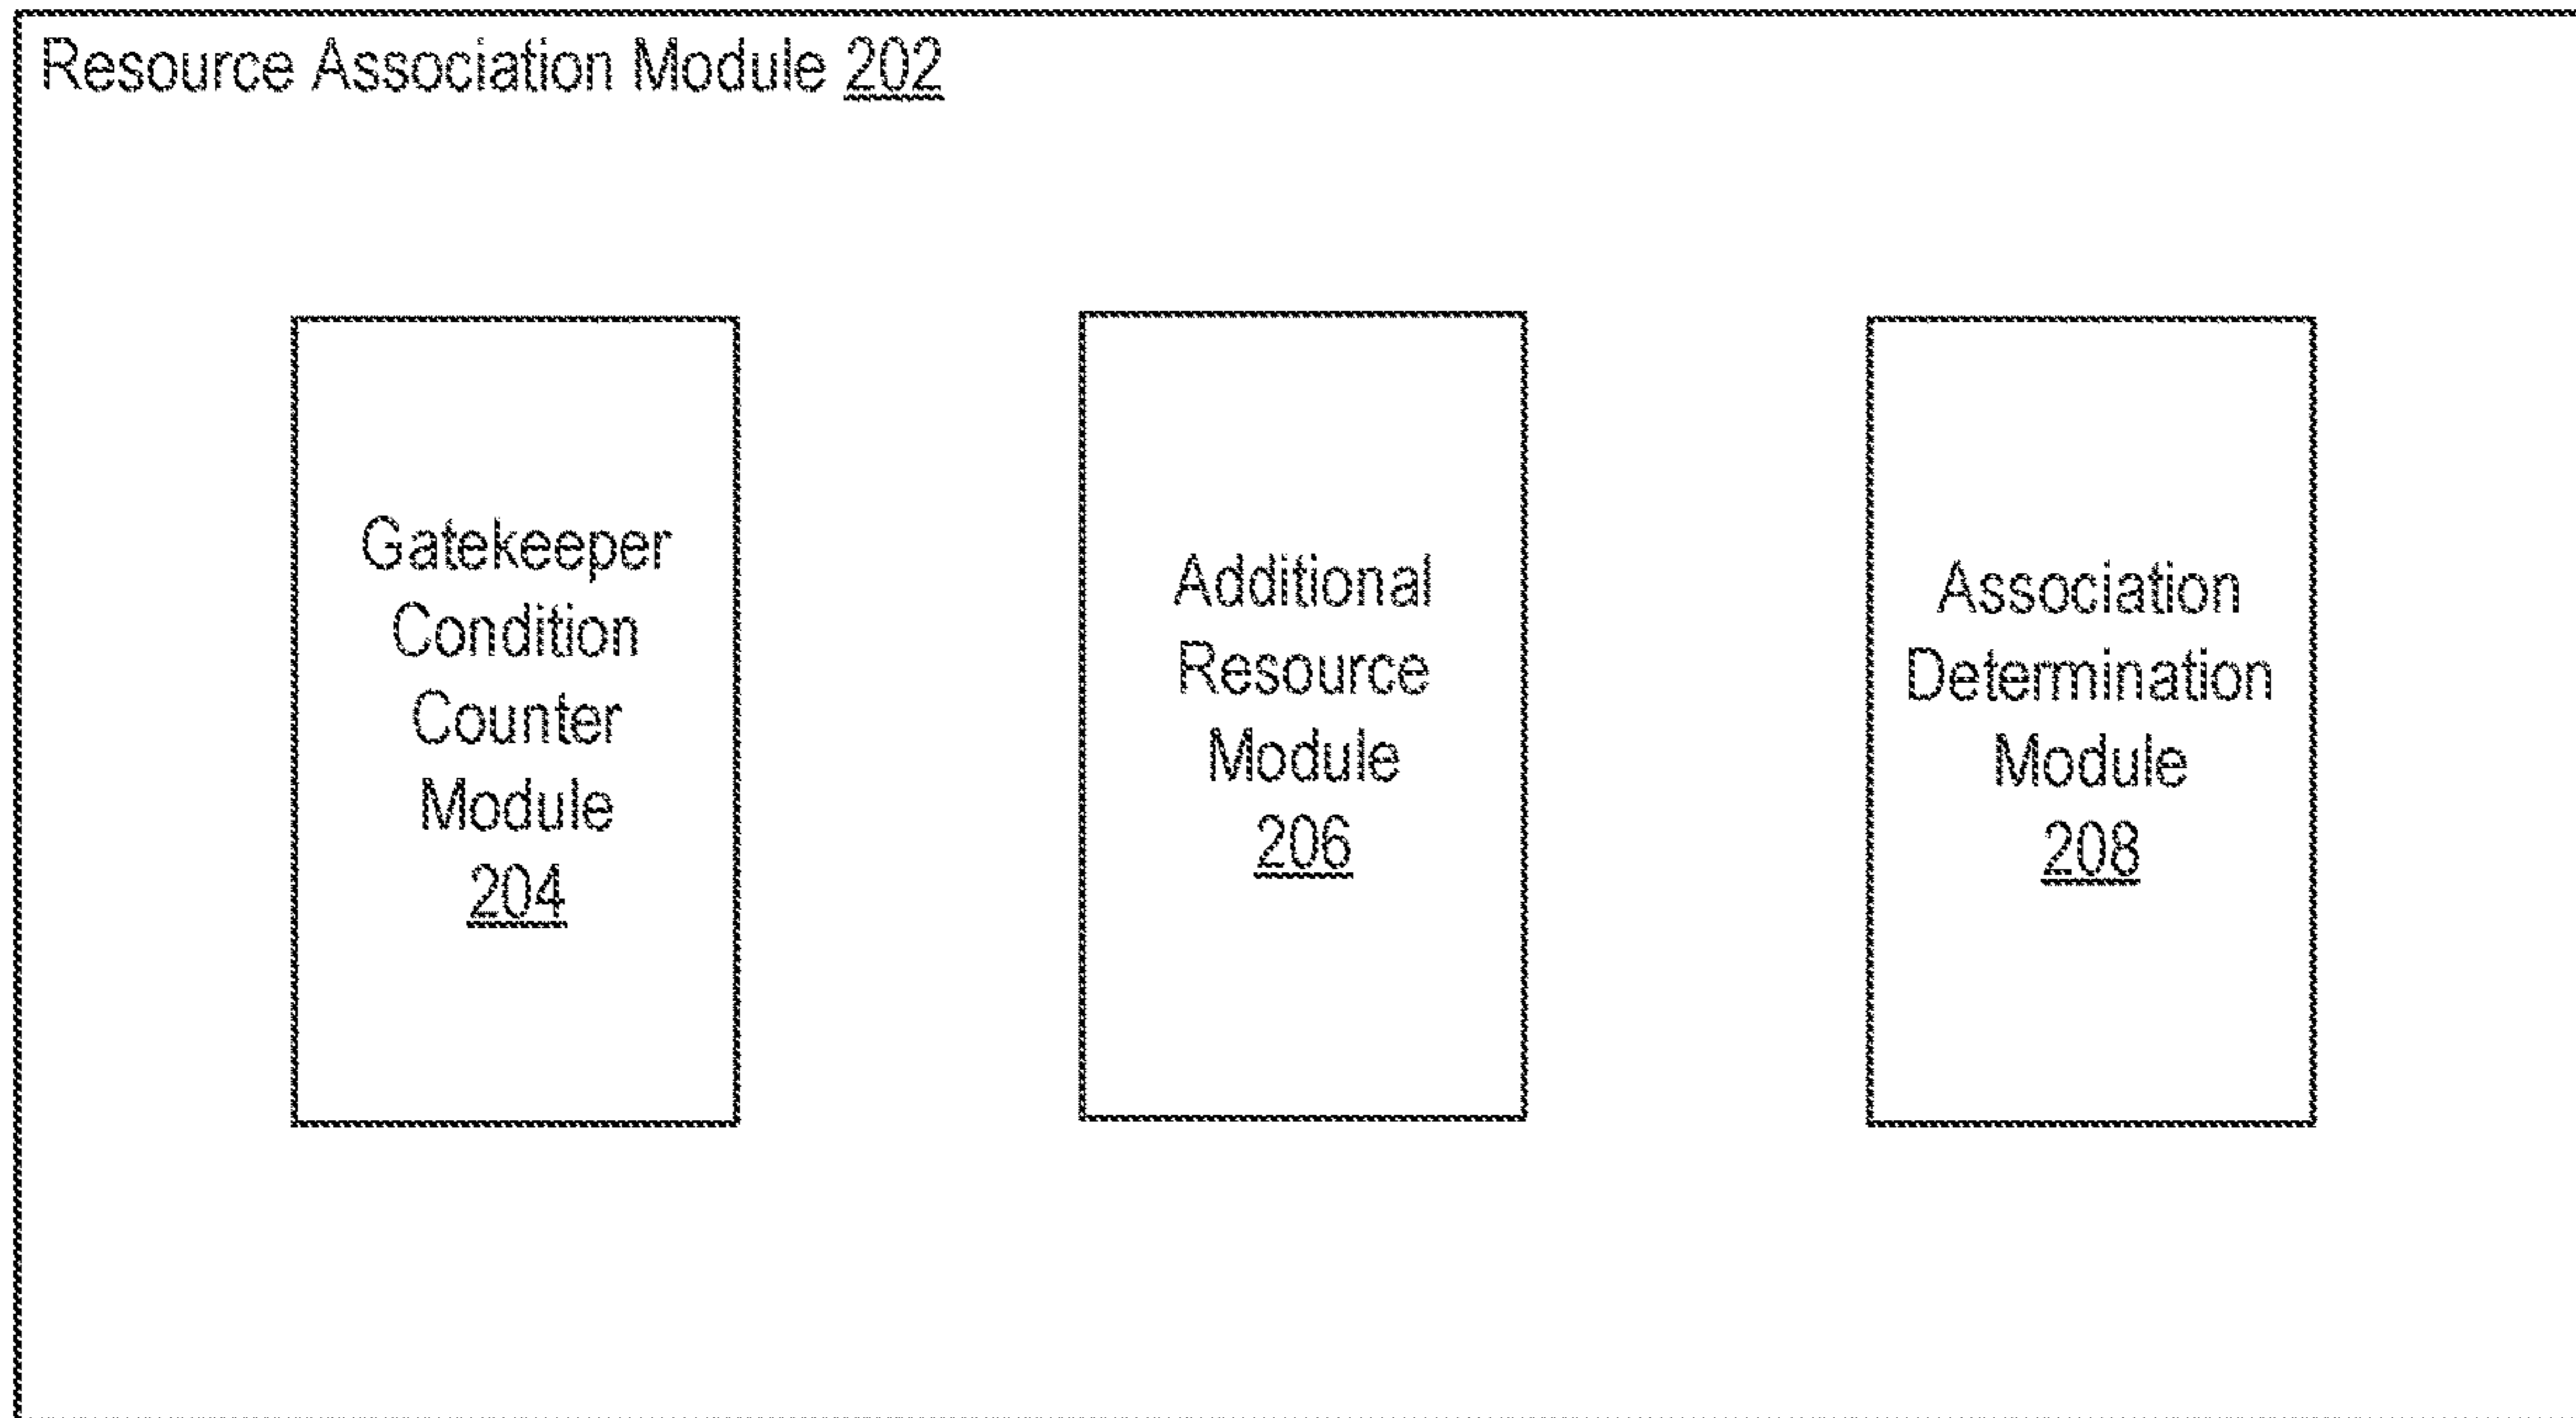 Resource Association Module 202
Gatekeeper
Condition
Counter
Module
204
Additional
Resource
Module
206
Association
Determination
Module
208